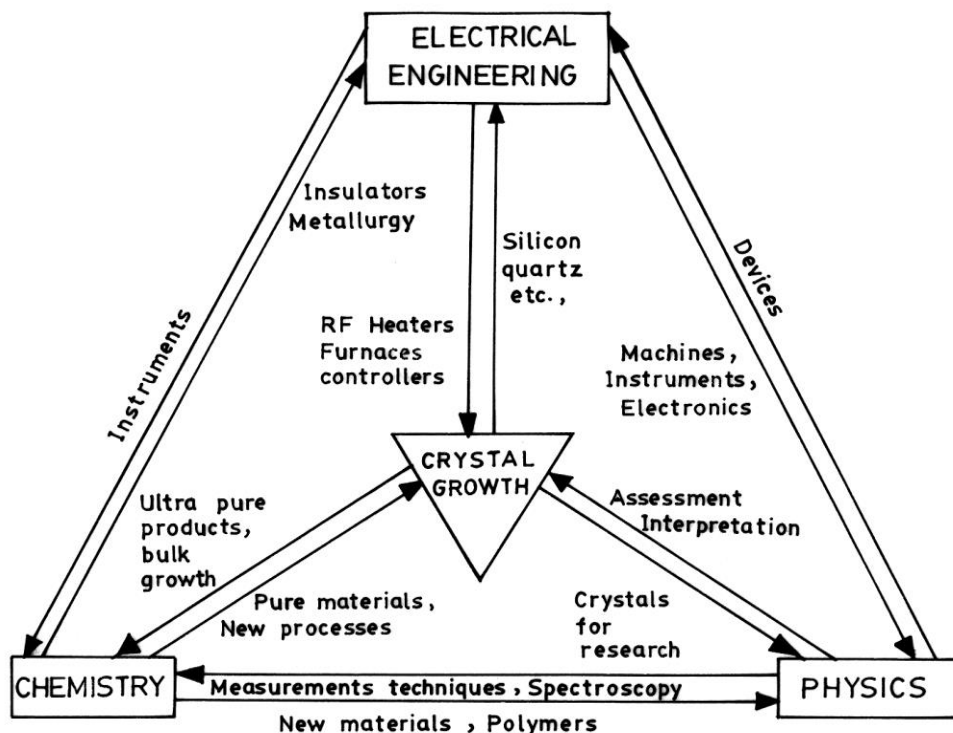 ELECTRICAL
ENGINEERING
Insulators
Metallurgy
Silicon
quartz
etc.,
Devices
Instruments
RF Heaters
Furnaces
controllers
Machines,
Instruments,
Electronics
CRYSTAL
GROWTH
Ultra pure
products,
bulk
growth
Assessment
Interpretation
Pure materials,
New processes
Crystals
for
research
CHEMISTRY
Measurements techniques, Spectroscopy
PHYSICS
New materials, Polymers